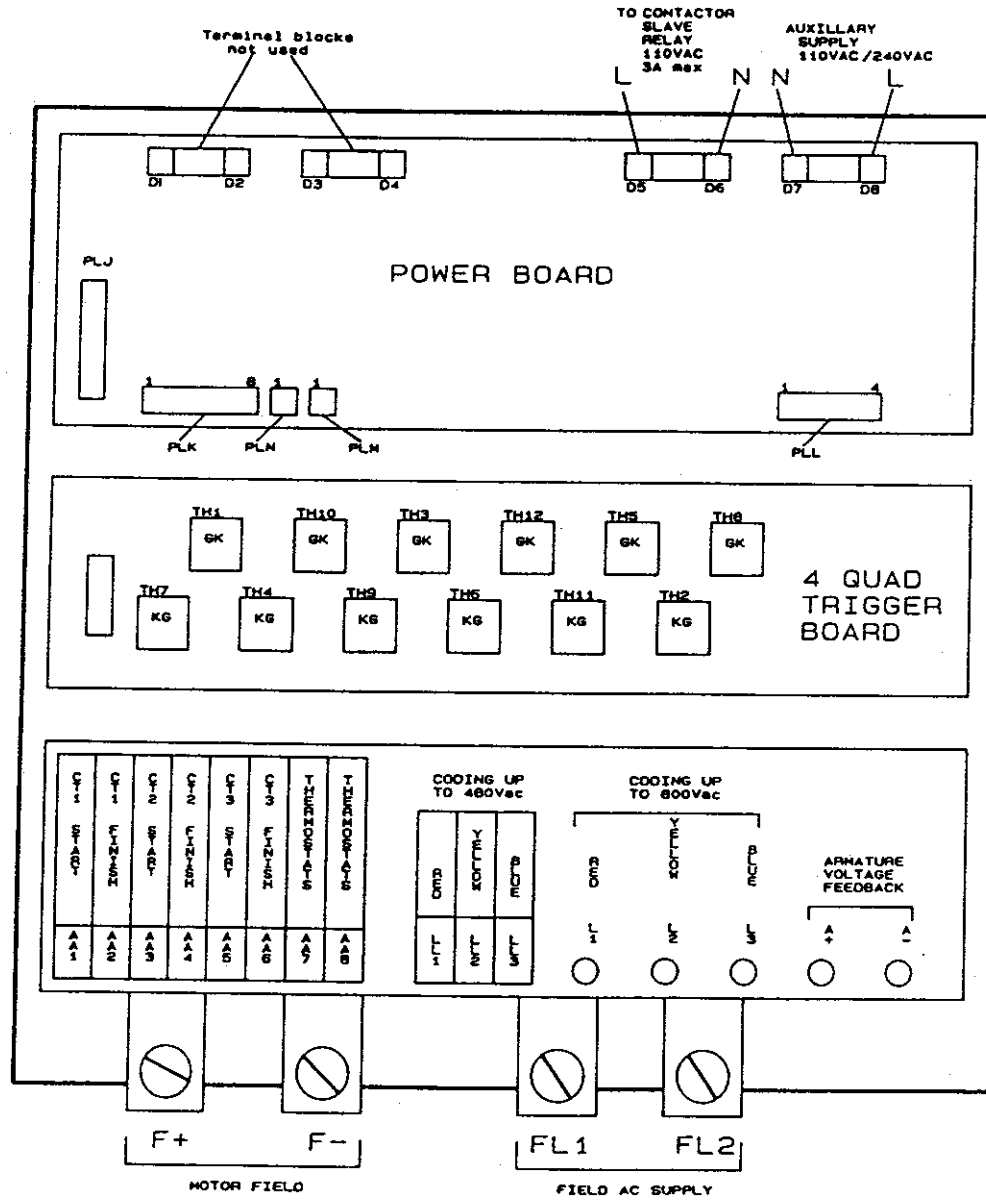 Terminal blocks
not used
TO CONTACTOR
SLAVE
RELAY
110VAC
3A max
AUXILLARY
SUPPLY
110VAC/240VAC
L N N L
D1 D2 D3 D4 D5 D6 D7 D8
PLJ
POWER BOARD
1 8 1 1 1 4
PLK PLN PLM PLL
TH1 TH10 TH3 TH12 TH5 TH8
GK GK GK GK GK GK
TH7 TH4 TH9 TH6 TH11 TH2
KG KG KG KG KG KG
4 QUAD
TRIGGER
BOARD
CT1 START
CT1 FINISH
CT2 START
CT2 FINISH
CT3 START
CT3 FINISH
THERMOSTATS
THERMOSTATS
AA1 AA2 AA3 AA4 AA5 AA6 AA7 AA8
CODING UP
TO 480Vac
RED YELLOW BLUE
LL1 LL2 LL3
CODING UP
TO 600Vac
RED YELLOW BLUE
L1 L2 L3
ARMATURE
VOLTAGE
FEEDBACK
A+ A-
F+ F- FL1 FL2
MOTOR FIELD
FIELD AC SUPPLY